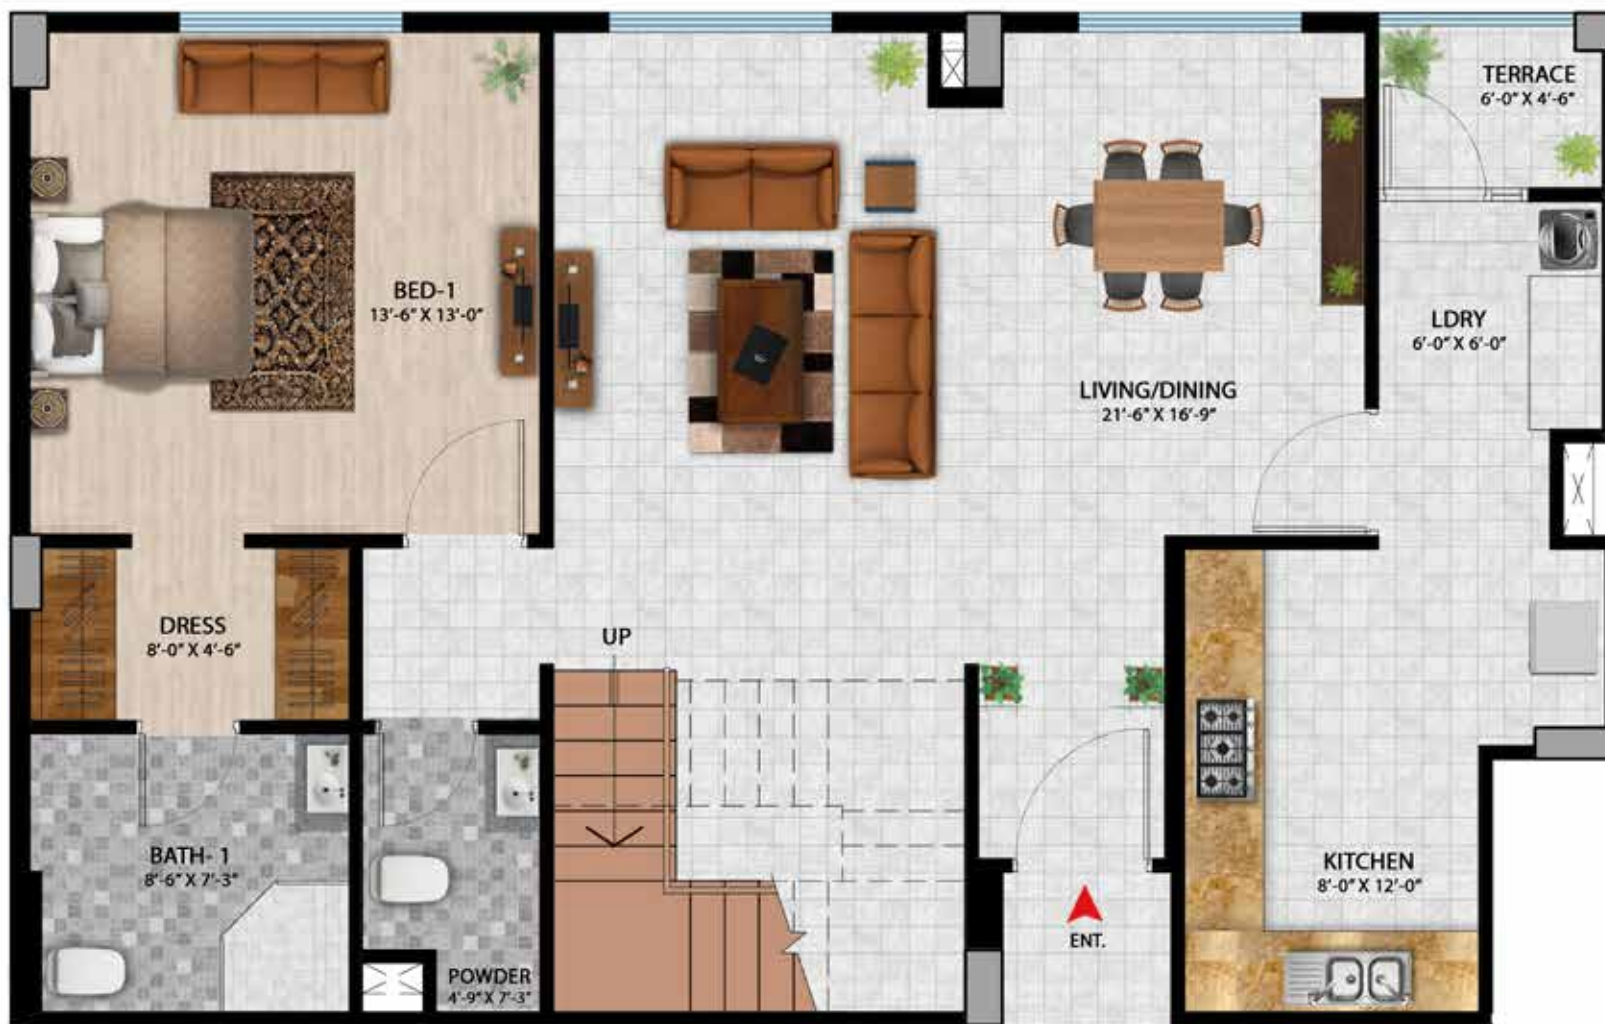 TERRACE
6'-0" X 4'-6"
BED-1
13'-6" X 13'-0"
LDRY
6'-0" X 6'-0"
LIVING/DINING
21'-6" X 16'-9"
DRESS
8'-0" X 4'-6"
UP
BATH- 1
8'-6" X 7'-3"
KITCHEN
8'-0" X 12'-0"
ENT.
POWDER
4'-9" X 7'-3"